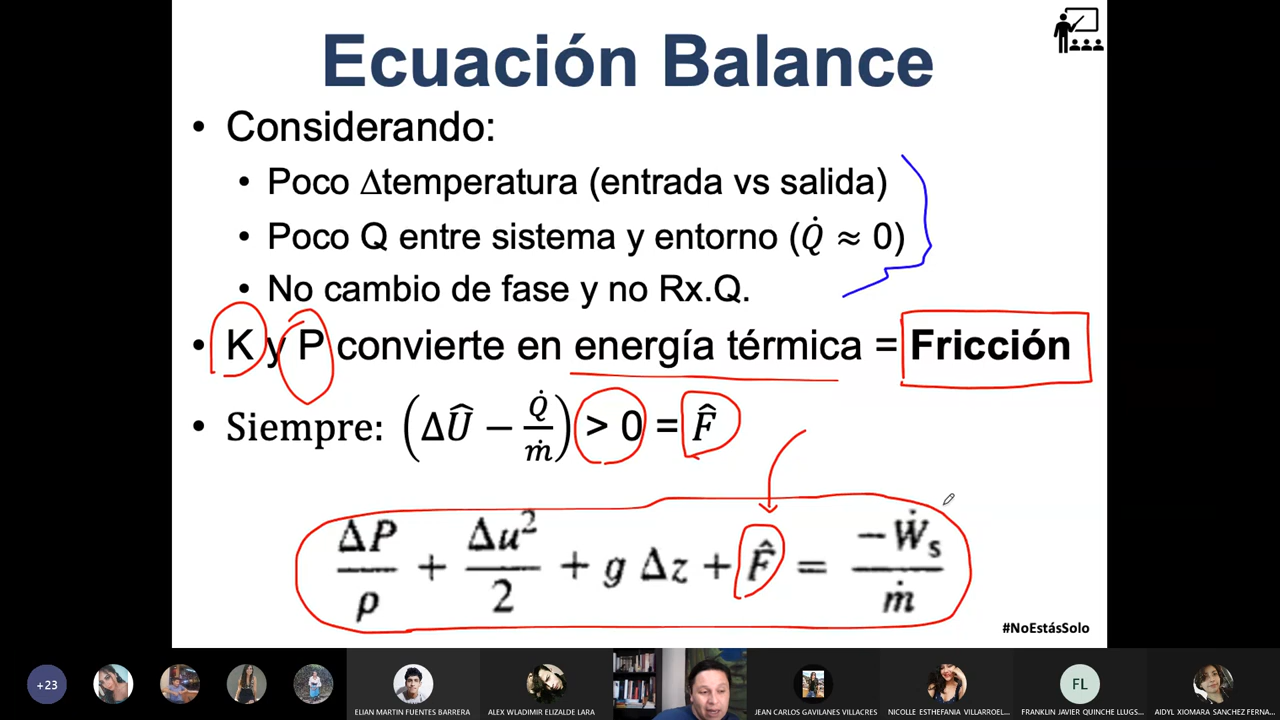 Ecuación Balance
• Considerando:
• Poco Δtemperatura (entrada vs salida)
• Poco Q entre sistema y entorno (Q̇ ≈ 0)
• No cambio de fase y no Rx.Q.
• K y P convierte en energía térmica = Fricción
• Siempre: (ΔÛ − Q̇/ṁ) > 0 = F̂
ΔP/ρ + Δu²/2 + g Δz + F̂ = −Ẇs/ṁ
#NoEstásSolo
+23
ELIAN MARTIN FUENTES BARRERA
ALEX WLADIMIR ELIZALDE LARA
JEAN CARLOS GAVILANES VILLACRES
NICOLLE ESTHEFANIA VILLARROEL...
FL
FRANKLIN JAVIER QUINCHE LLUGS...
AIDYL XIOMARA SANCHEZ FERNA...